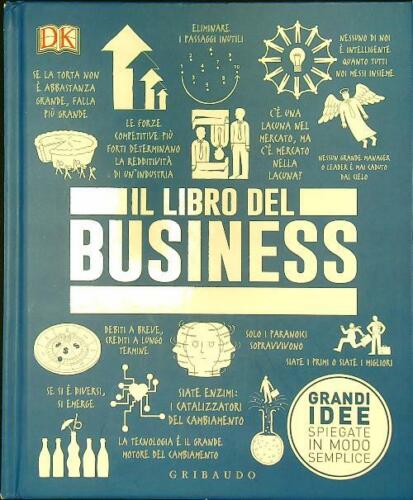 DK
ELIMINARE
I PASSAGGI INUTILI
NESSUNO DI NOI
È INTELLIGENTE
QUANTO TUTTI
NOI MESSI INSIEME
SE LA TORTA NON
È ABBASTANZA
GRANDE, FALLA
PIÙ GRANDE
LE FORZE
COMPETITIVE PIÙ
FORTI DETERMINANO
LA REDDITIVITÀ
DI UN'INDUSTRIA
C'È UNA
LACUNA NEL
MERCATO, MA
C'È MERCATO
NELLA
LACUNA?
NESSUN GRANDE MANAGER
O LEADER È MAI CADUTO
DAL CIELO
IL LIBRO DEL
BUSINESS
DEBITI A BREVE,
CREDITI A LUNGO
TERMINE
SOLO I PARANOICI
SOPRAVVIVONO
SIATE I PRIMI O SIATE I MIGLIORI
SE SI È DIVERSI,
SI EMERGE
SIATE ENZIMI:
I CATALIZZATORI
DEL CAMBIAMENTO
LA TECNOLOGIA È IL GRANDE
MOTORE DEL CAMBIAMENTO
GRANDI
IDEE
SPIEGATE
IN MODO
SEMPLICE
GRIBAUDO